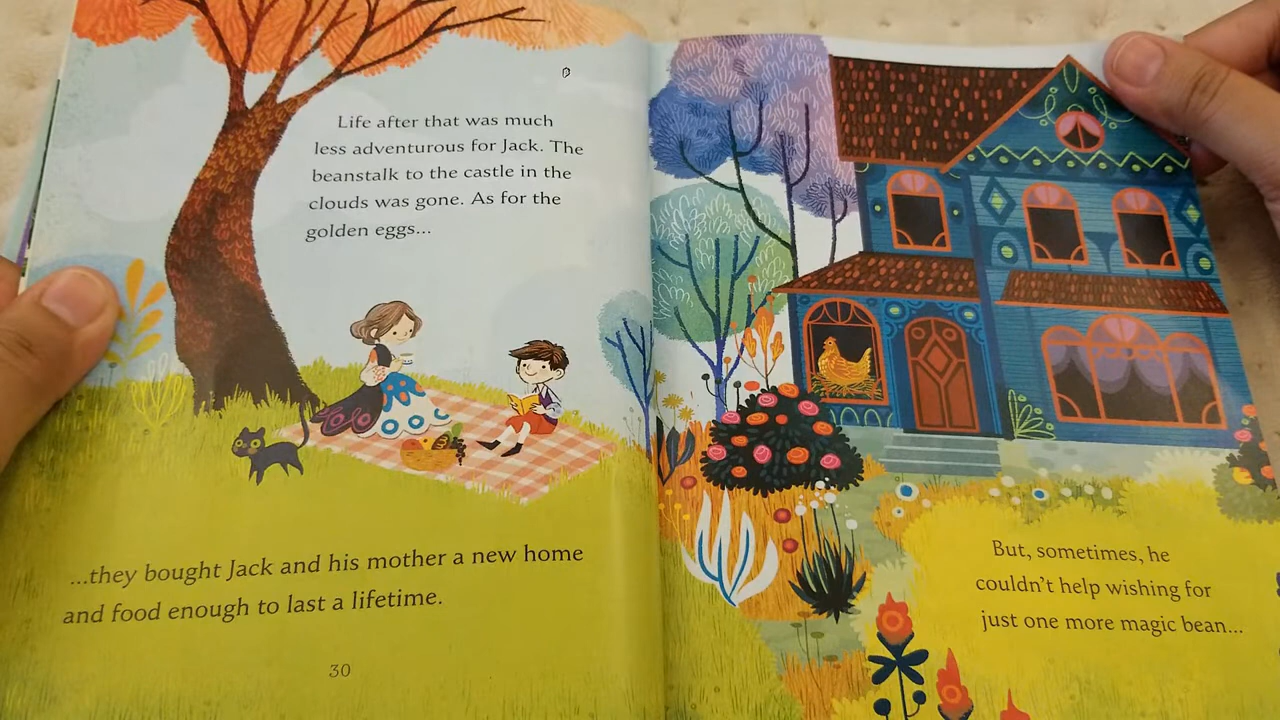 Life after that was much
less adventurous for Jack. The
beanstalk to the castle in the
clouds was gone. As for the
golden eggs...
...they bought Jack and his mother a new home
and food enough to last a lifetime.
30
But, sometimes, he
couldn't help wishing for
just one more magic bean...